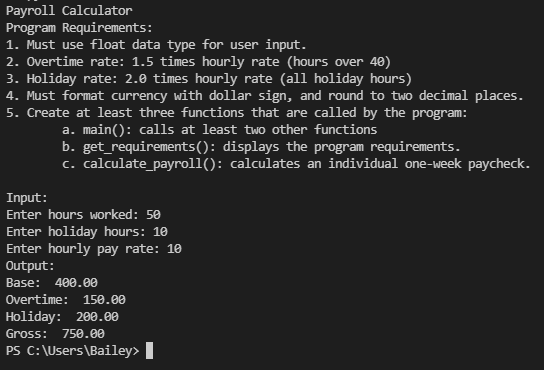 Payroll Calculator
Program Requirements:
1. Must use float data type for user input.
2. Overtime rate: 1.5 times hourly rate (hours over 40)
3. Holiday rate: 2.0 times hourly rate (all holiday hours)
4. Must format currency with dollar sign, and round to two decimal places.
5. Create at least three functions that are called by the program:
a. main(): calls at least two other functions
b. get_requirements(): displays the program requirements.
c. calculate_payroll(): calculates an individual one-week paycheck.
Input:
Enter hours worked: 50
Enter holiday hours: 10
Enter hourly pay rate: 10
Output:
Base:  400.00
Overtime:  150.00
Holiday:  200.00
Gross:  750.00
PS C:\Users\Bailey>